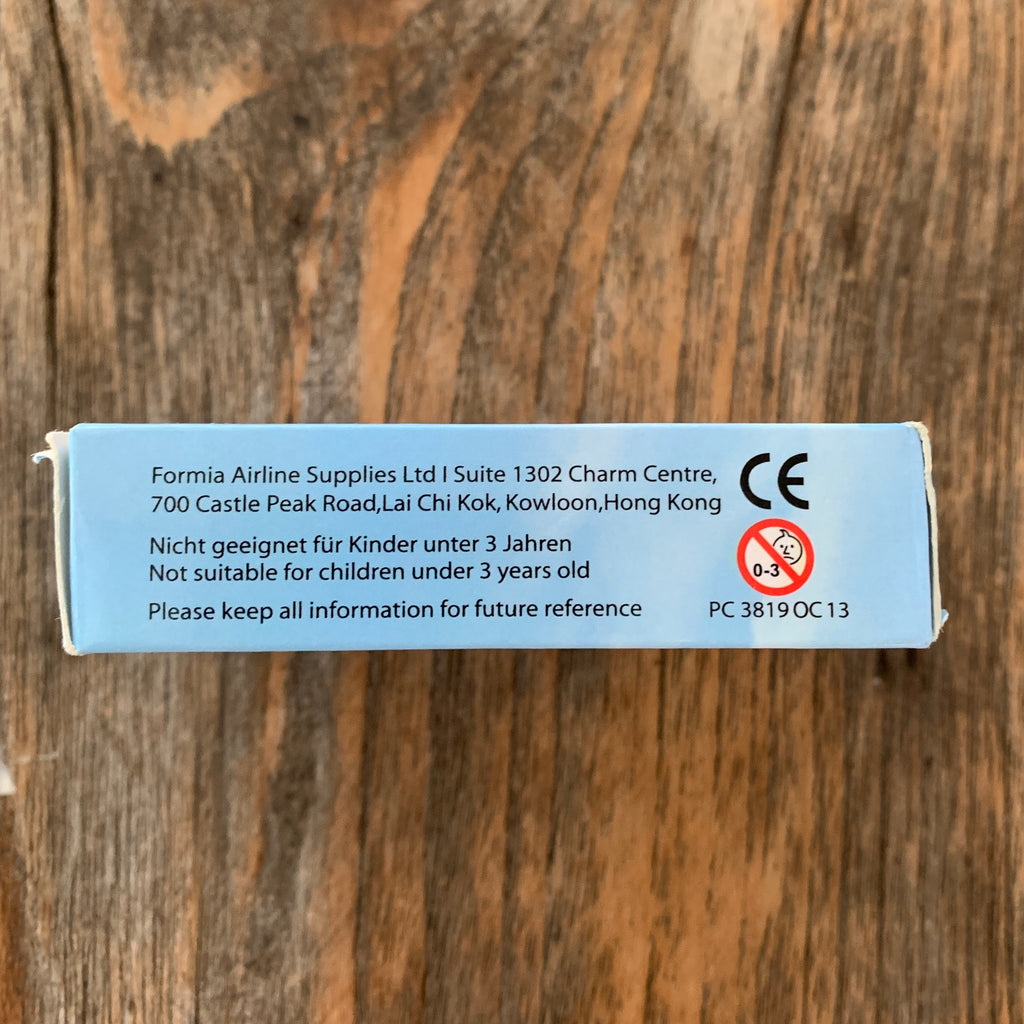 Formia Airline Supplies Ltd I Suite 1302 Charm Centre,
700 Castle Peak Road,Lai Chi Kok, Kowloon,Hong Kong
CE
Nicht geeignet für Kinder unter 3 Jahren
Not suitable for children under 3 years old
0-3
Please keep all information for future reference
PC 3819 OC 13